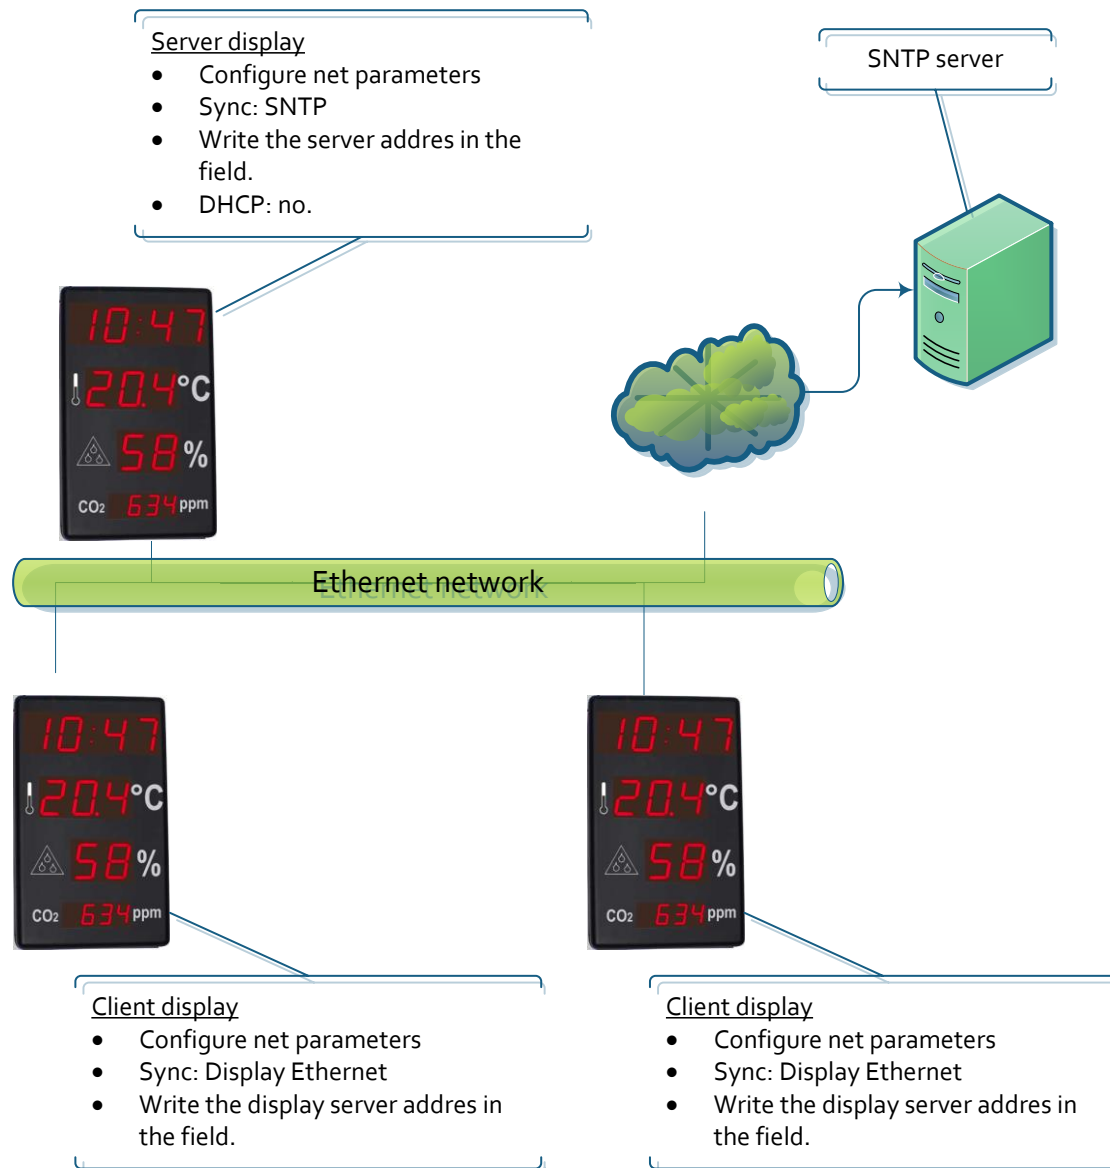 Server display
• Configure net parameters
• Sync: SNTP
• Write the server addres in the
field.
• DHCP: no.
SNTP server
10:47
20.4°C
58%
CO2 634 ppm
Ethernet network
10:47
20.4°C
58%
CO2 634 ppm
10:47
20.4°C
58%
CO2 634 ppm
Client display
• Configure net parameters
• Sync: Display Ethernet
• Write the display server addres in
the field.
Client display
• Configure net parameters
• Sync: Display Ethernet
• Write the display server addres in
the field.